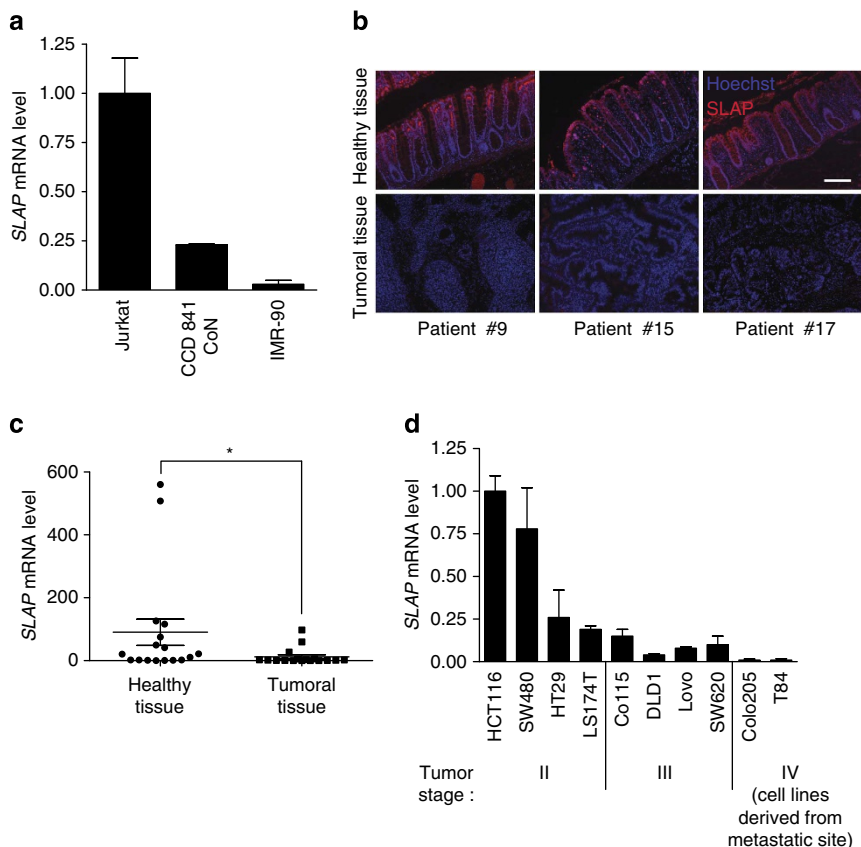 a
1.25
1.00
0.75
0.50
0.25
0.00
SLAP mRNA level
Jurkat
CCD 841
CoN
IMR-90
b
Healthy tissue
Tumoral tissue
Hoechst
SLAP
Patient #9
Patient #15
Patient #17
c
*
600
400
200
0
SLAP mRNA level
Healthy
tissue
Tumoral
tissue
d
1.25
1.00
0.75
0.50
0.25
0.00
SLAP mRNA level
HCT116
SW480
HT29
LS174T
Co115
DLD1
Lovo
SW620
Colo205
T84
Tumor
stage :
II
III
IV
(cell lines
derived from
metastatic site)